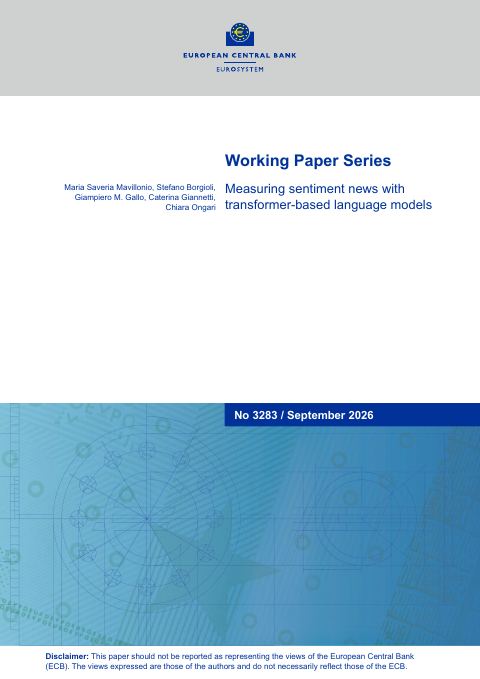 EUROPEAN CENTRAL BANK
EUROSYSTEM
Working Paper Series
Maria Saveria Mavillonio, Stefano Borgioli,
Giampiero M. Gallo, Caterina Giannetti,
Chiara Ongari
Measuring sentiment news with
transformer-based language models
No 3283 / September 2026
Disclaimer: This paper should not be reported as representing the views of the European Central Bank
(ECB). The views expressed are those of the authors and do not necessarily reflect those of the ECB.